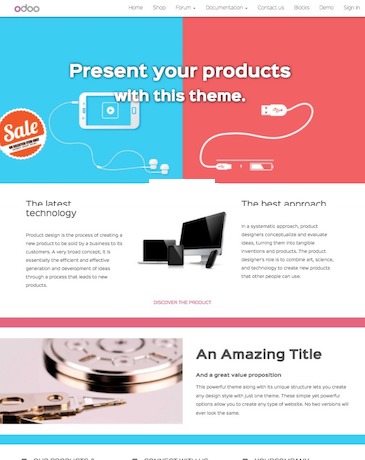 odoo
Home Shop Forum Documentation Contact us Blocks Demo Sign In
Present your products
with this theme.
Sale
The latest
technology
Product design is the process of creating a
new product to be sold by a business to its
customers. A very broad concept, it is
essentially the efficient and effective
generation and development of ideas
through a process that leads to new
products.
The best approach
In a systematic approach, product
designers conceptualize and evaluate
ideas, turning them into tangible
inventions and products. The product
designer's role is to combine art, science,
and technology to create new products
that other people can use.
DISCOVER THE PRODUCT
An Amazing Title
And a great value proposition
This powerful theme along with its unique structure lets you create
any design style with just one theme. These simple yet powerful
options allow you to create any type of website. No two versions will
ever look the same.
OUR PRODUCTS & CONNECT WITH US YOURCOMPANY